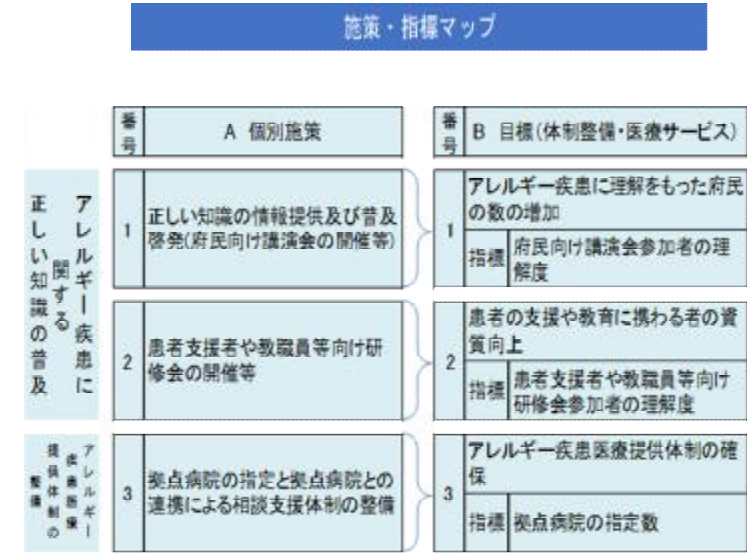 施策・指標マップ
番号
A 個別施策
番号
B 目標(体制整備・医療サービス)
アレルギー疾患に
関する
正しい知識の普及
1
正しい知識の情報提供及び普及
啓発(府民向け講演会の開催等)
1
アレルギー疾患に理解をもった府民
の数の増加
指標
府民向け講演会参加者の理
解度
2
患者支援者や教職員等向け研
修会の開催等
2
患者の支援や教育に携わる者の資
質向上
指標
患者支援者や教職員等向け
研修会参加者の理解度
アレルギー
疾患医療
提供体制の
整備
3
拠点病院の指定と拠点病院との
連携による相談支援体制の整備
3
アレルギー疾患医療提供体制の確
保
指標
拠点病院の指定数